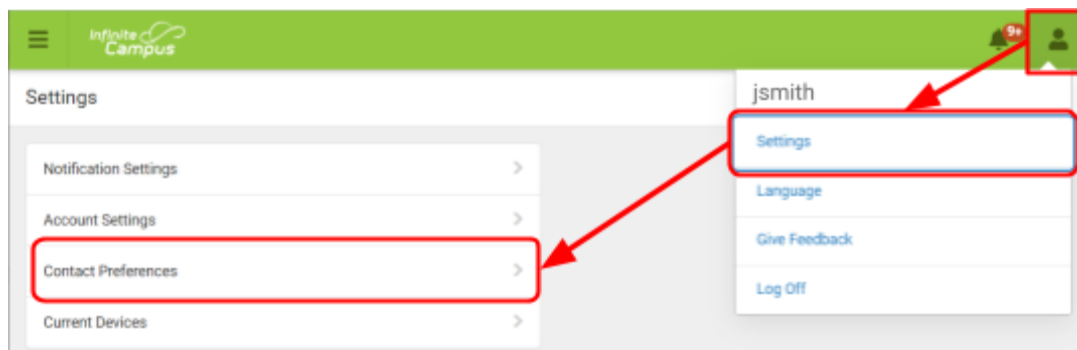 Infinite
Campus
9+
Settings
jsmith
Settings
Language
Give Feedback
Log Off
Notification Settings
Account Settings
Contact Preferences
Current Devices